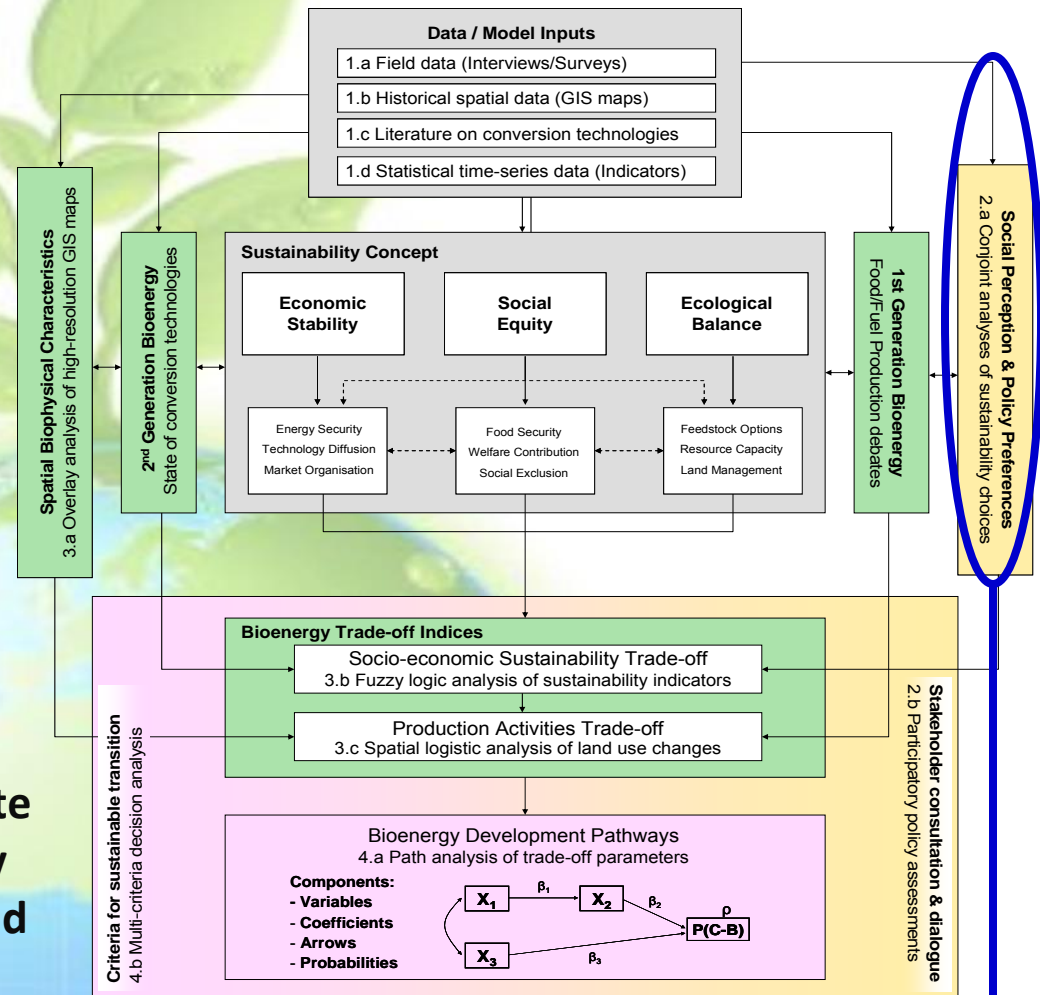 Data / Model Inputs
1.a Field data (Interviews/Surveys)
1.b Historical spatial data (GIS maps)
1.c Literature on conversion technologies
1.d Statistical time-series data (Indicators)
Spatial Biophysical Characteristics
3.a Overlay analysis of high-resolution GIS maps
2nd Generation Bioenergy
State of conversion technologies
Sustainability Concept
Economic
Stability
Social
Equity
Ecological
Balance
Energy Security
Technology Diffusion
Market Organisation
Food Security
Welfare Contribution
Social Exclusion
Feedstock Options
Resource Capacity
Land Management
1st Generation Bioenergy
Food/Fuel Production debates
Social Perception & Policy Preferences
2.a Conjoint analyses of sustainability choices
Bioenergy Trade-off Indices
Socio-economic Sustainability Trade-off
3.b Fuzzy logic analysis of sustainability indicators
Production Activities Trade-off
3.c Spatial logistic analysis of land use changes
Criteria for sustainable transition
4.b Multi-criteria decision analysis
Stakeholder consultation & dialogue
2.b Participatory policy assessments
Bioenergy Development Pathways
4.a Path analysis of trade-off parameters
Components:
- Variables
- Coefficients
- Arrows
- Probabilities
X1
β1
X2
β2
ρ
P(C-B)
X3
β3